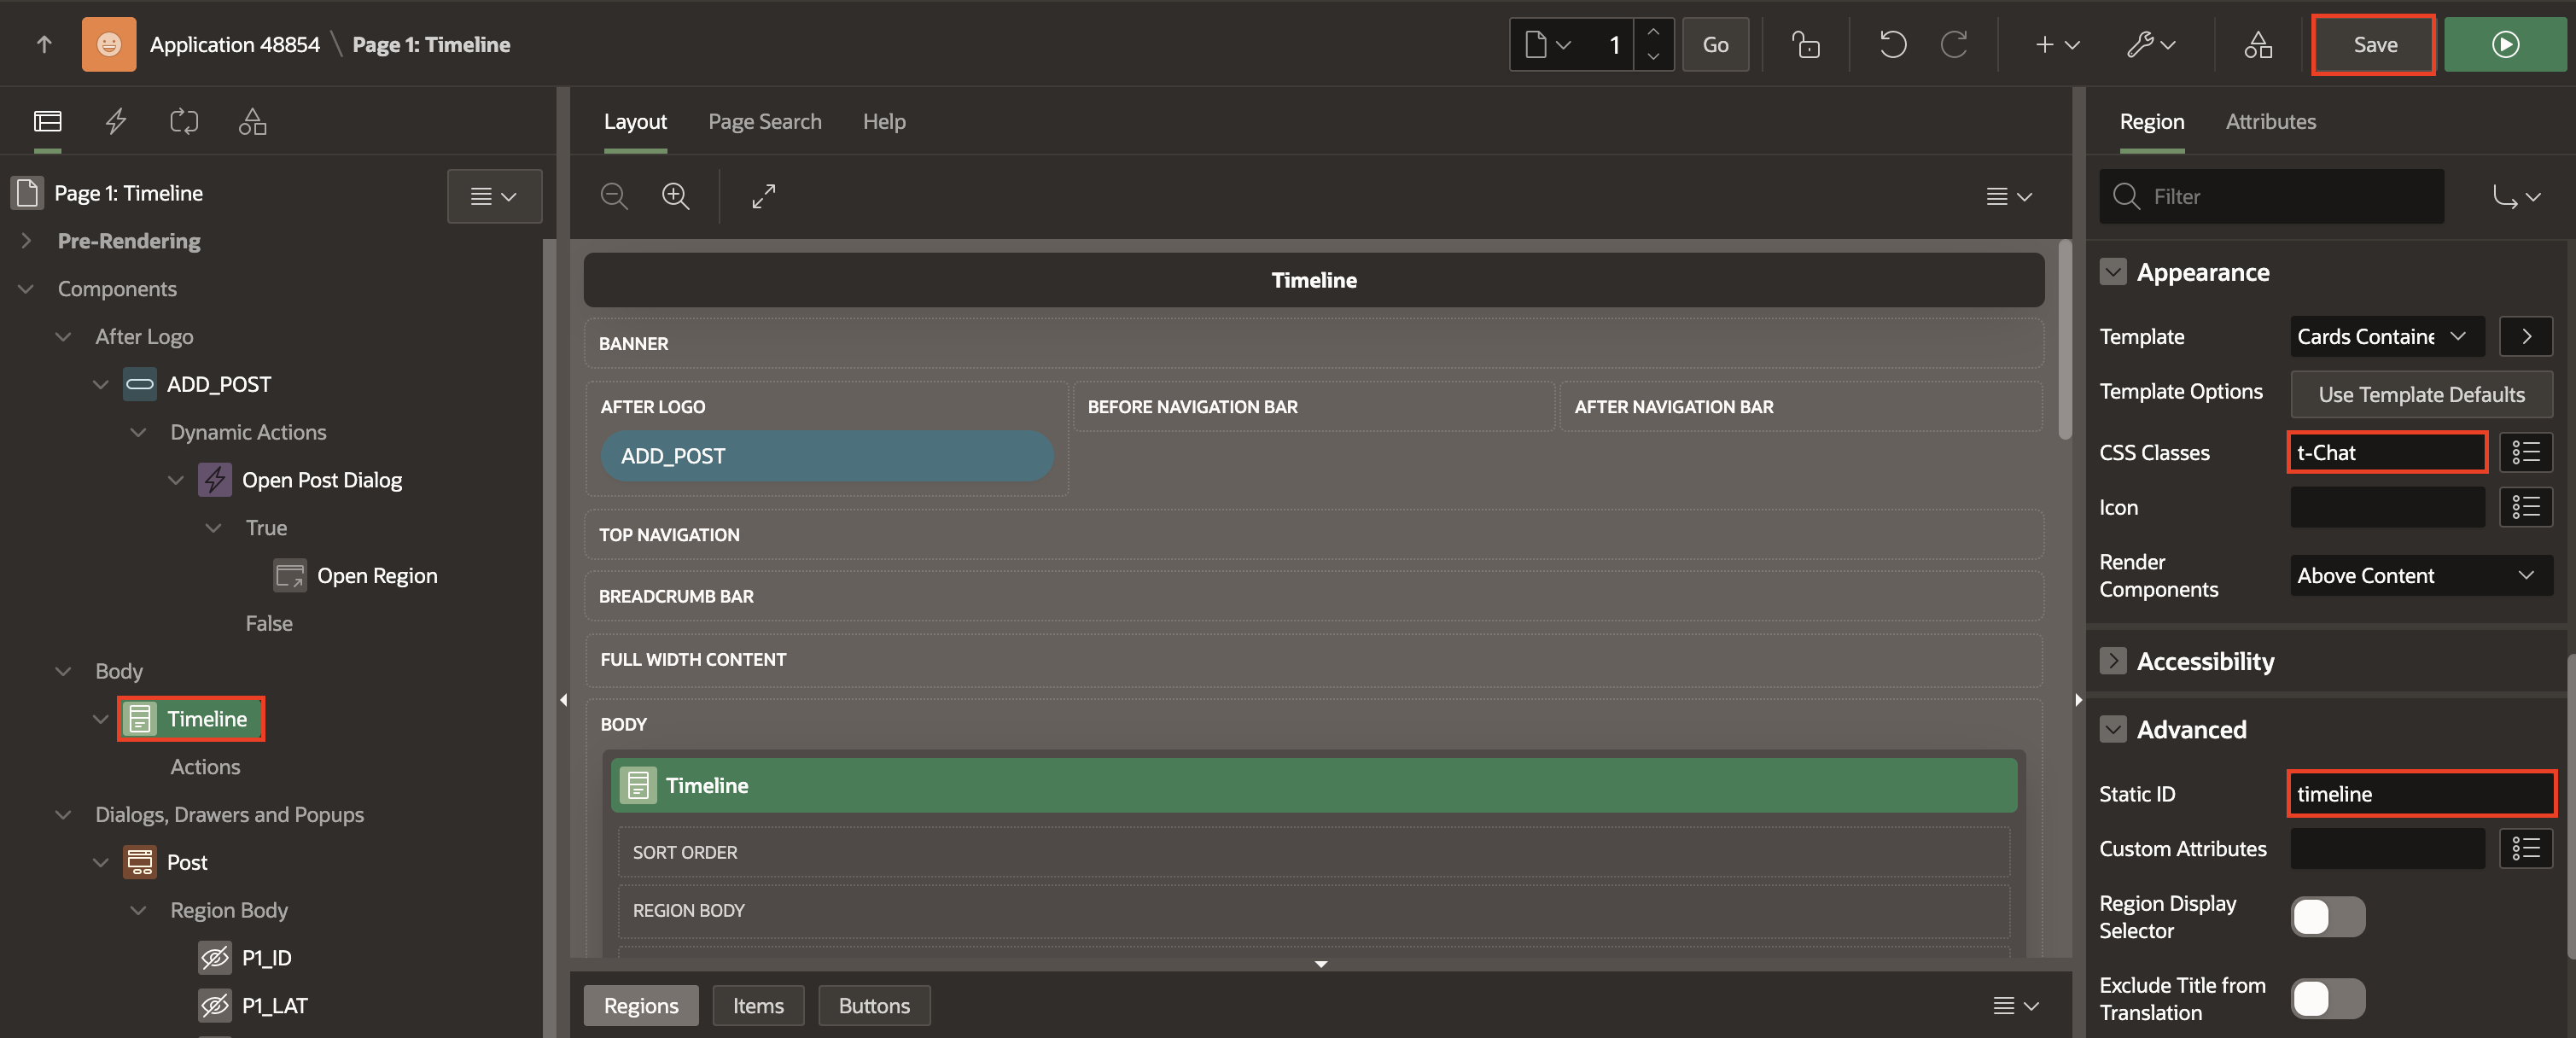 Application 48854 \ Page 1: Timeline
1
Go
Save
Page 1: Timeline
Pre-Rendering
Components
After Logo
ADD_POST
Dynamic Actions
Open Post Dialog
True
Open Region
False
Body
Timeline
Actions
Dialogs, Drawers and Popups
Post
Region Body
P1_ID
P1_LAT
Layout
Page Search
Help
Timeline
BANNER
AFTER LOGO
ADD_POST
BEFORE NAVIGATION BAR
AFTER NAVIGATION BAR
TOP NAVIGATION
BREADCRUMB BAR
FULL WIDTH CONTENT
BODY
Timeline
SORT ORDER
REGION BODY
Regions
Items
Buttons
Region
Attributes
Filter
Appearance
Template
Cards Containe
Template Options
Use Template Defaults
CSS Classes
t-Chat
Icon
Render
Components
Above Content
Accessibility
Advanced
Static ID
timeline
Custom Attributes
Region Display
Selector
Exclude Title from
Translation